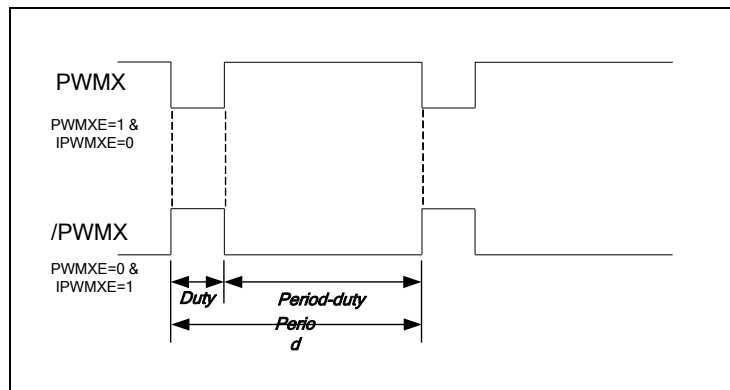 PWMX
PWMXE=1 &
IPWMXE=0
/PWMX
PWMXE=0 &
IPWMXE=1
Duty
Period-duty
Perio
d